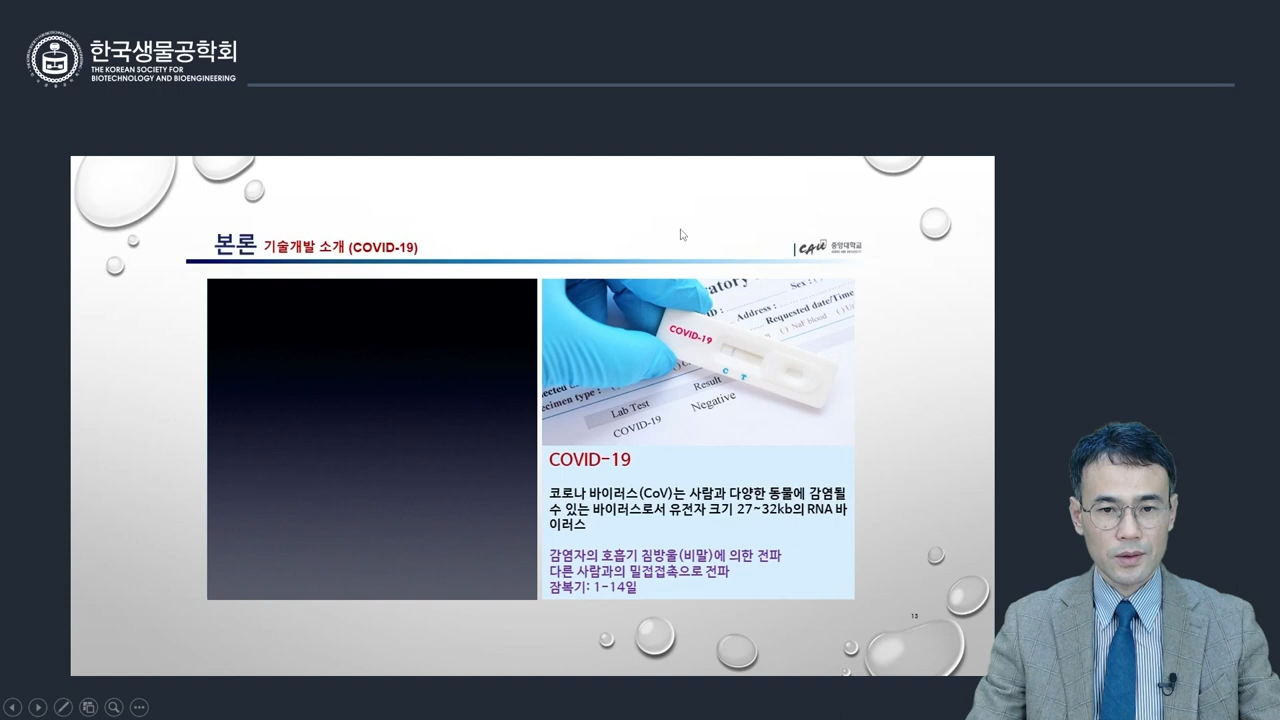 한국생물공학회
THE KOREAN SOCIETY FOR
BIOTECHNOLOGY AND BIOENGINEERING
본론 기술개발 소개 (COVID-19)
CAU 중앙대학교
Sex :
Address :
Requested date/Time
NaF blood
COVID-19
C T
Specimen type :
Result
Lab Test
Negative
COVID-19
COVID-19
코로나 바이러스(CoV)는 사람과 다양한 동물에 감염될
수 있는 바이러스로서 유전자 크기 27~32kb의 RNA 바
이러스
감염자의 호흡기 침방울(비말)에 의한 전파
다른 사람과의 밀접접촉으로 전파
잠복기: 1-14일
13